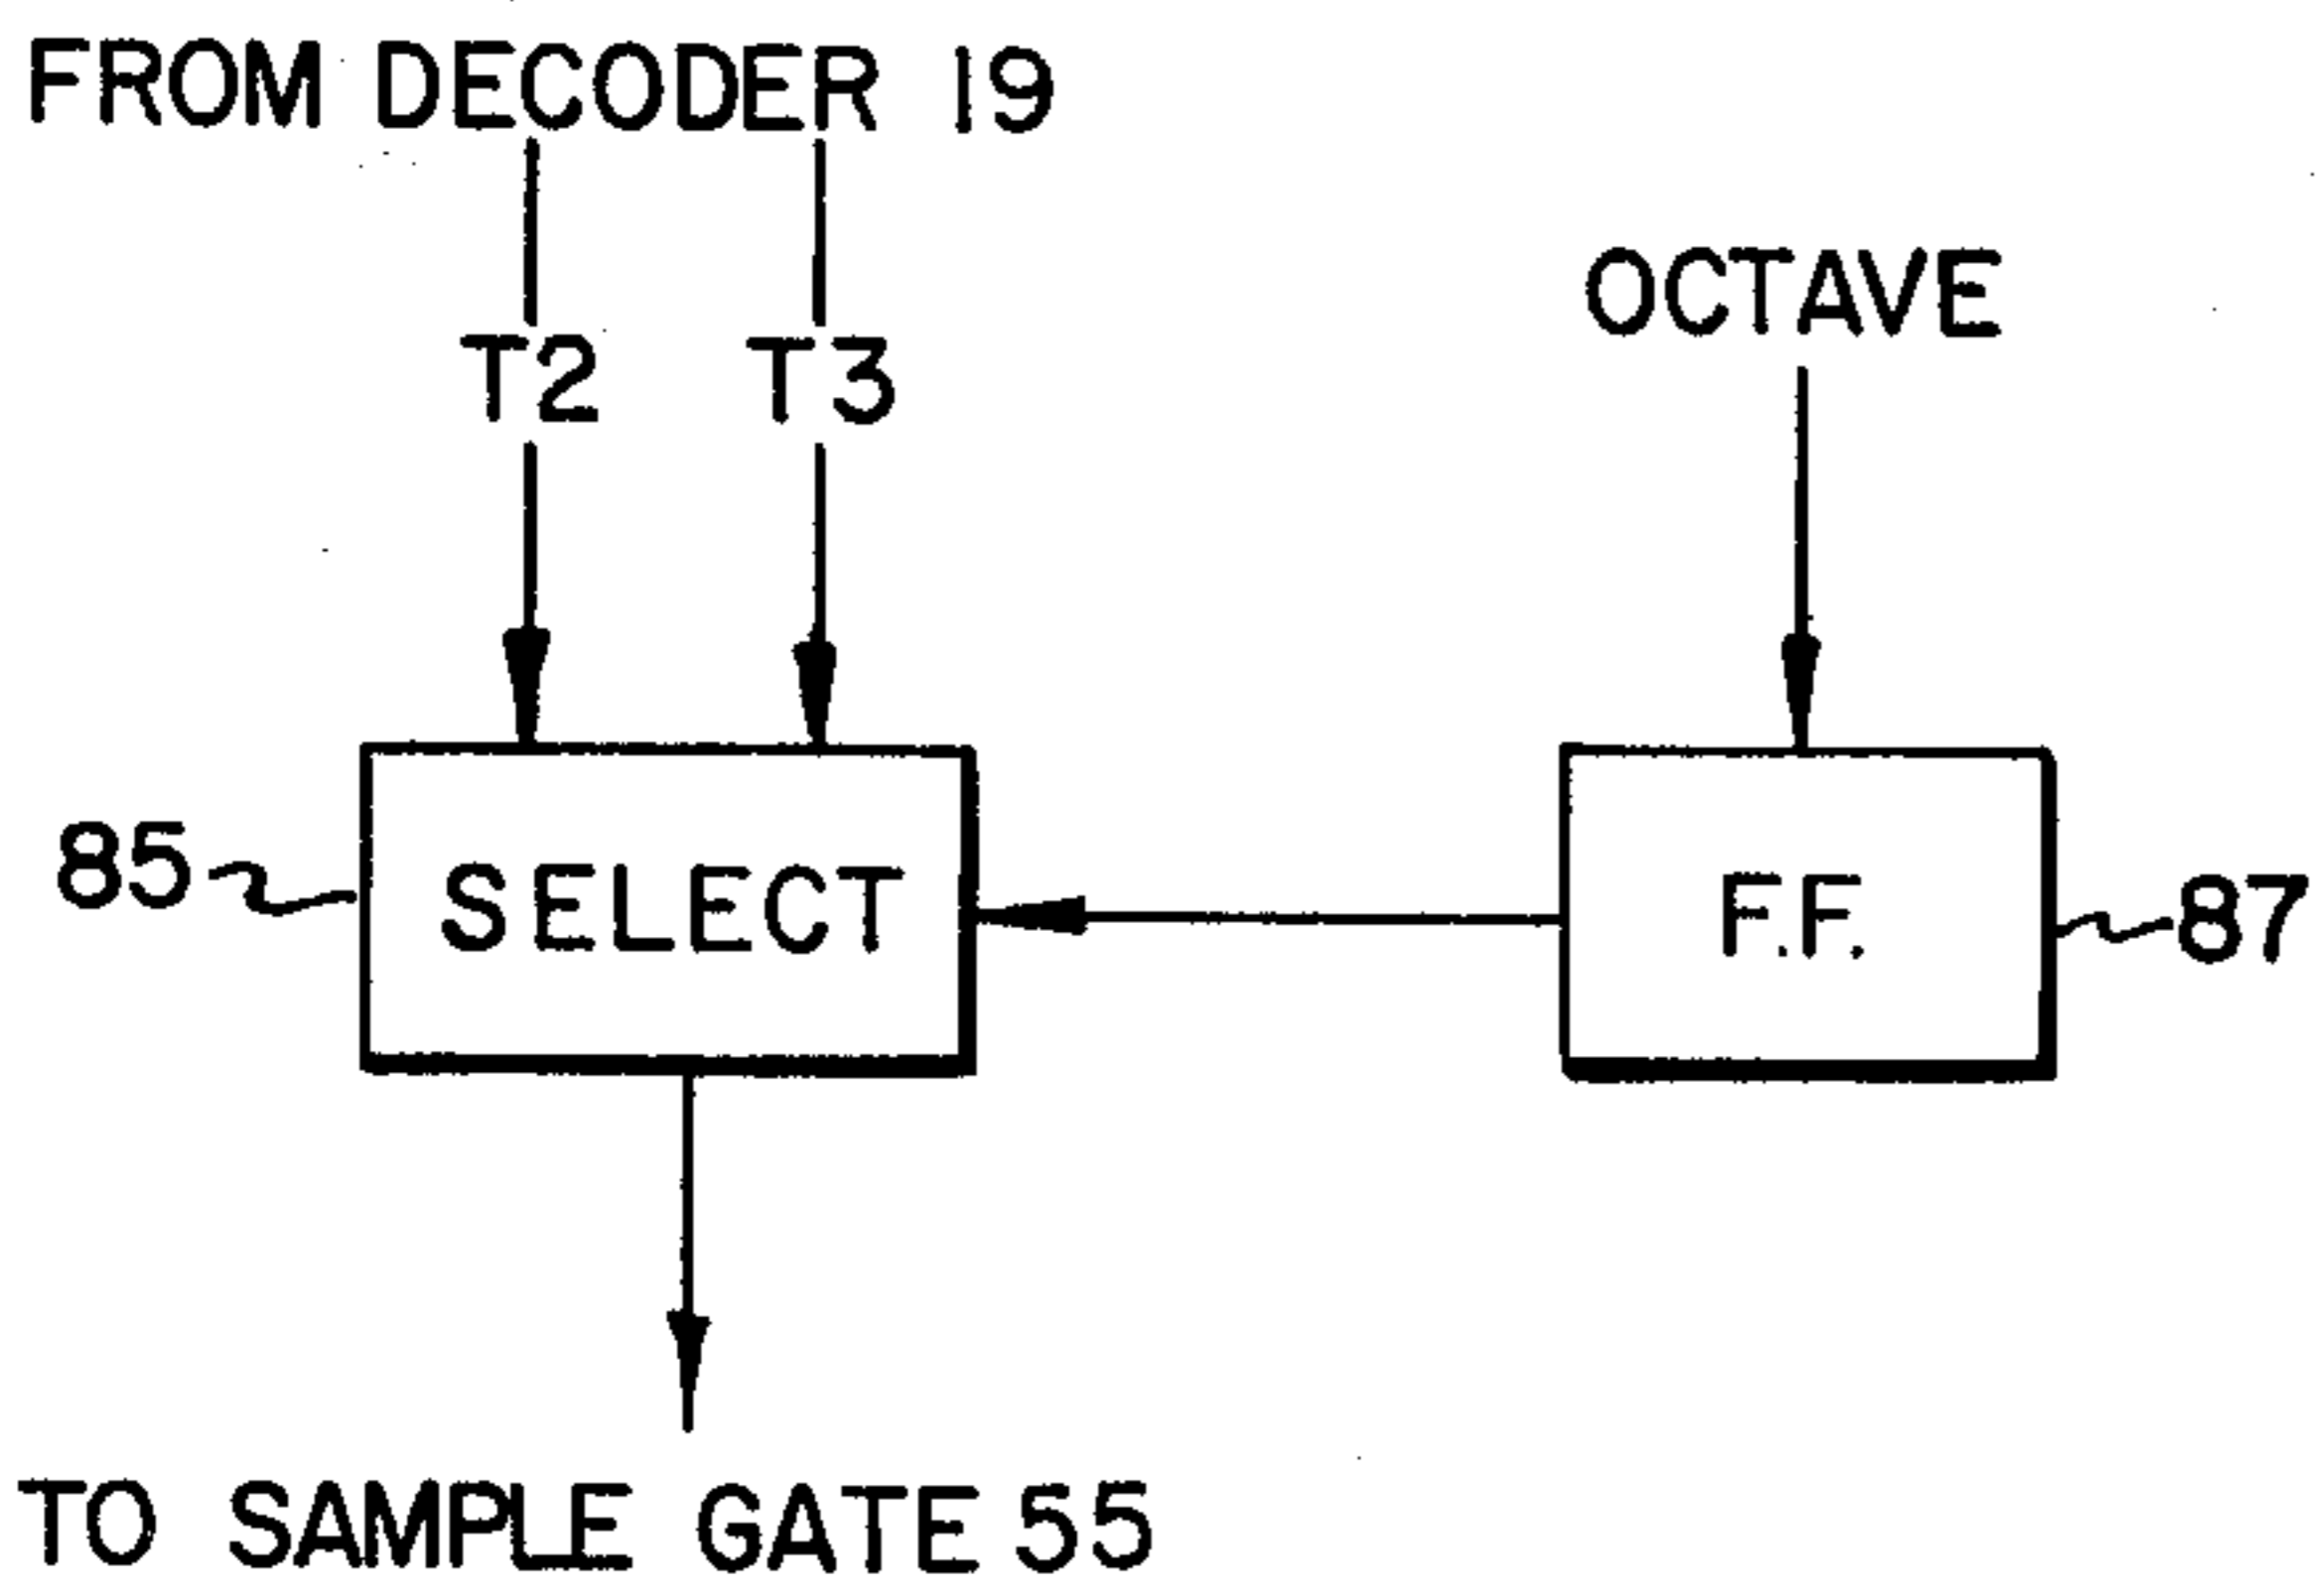 FROM DECODER 19
OCTAVE
T2 T3
85 SELECT F.F. 87
TO SAMPLE GATE 55